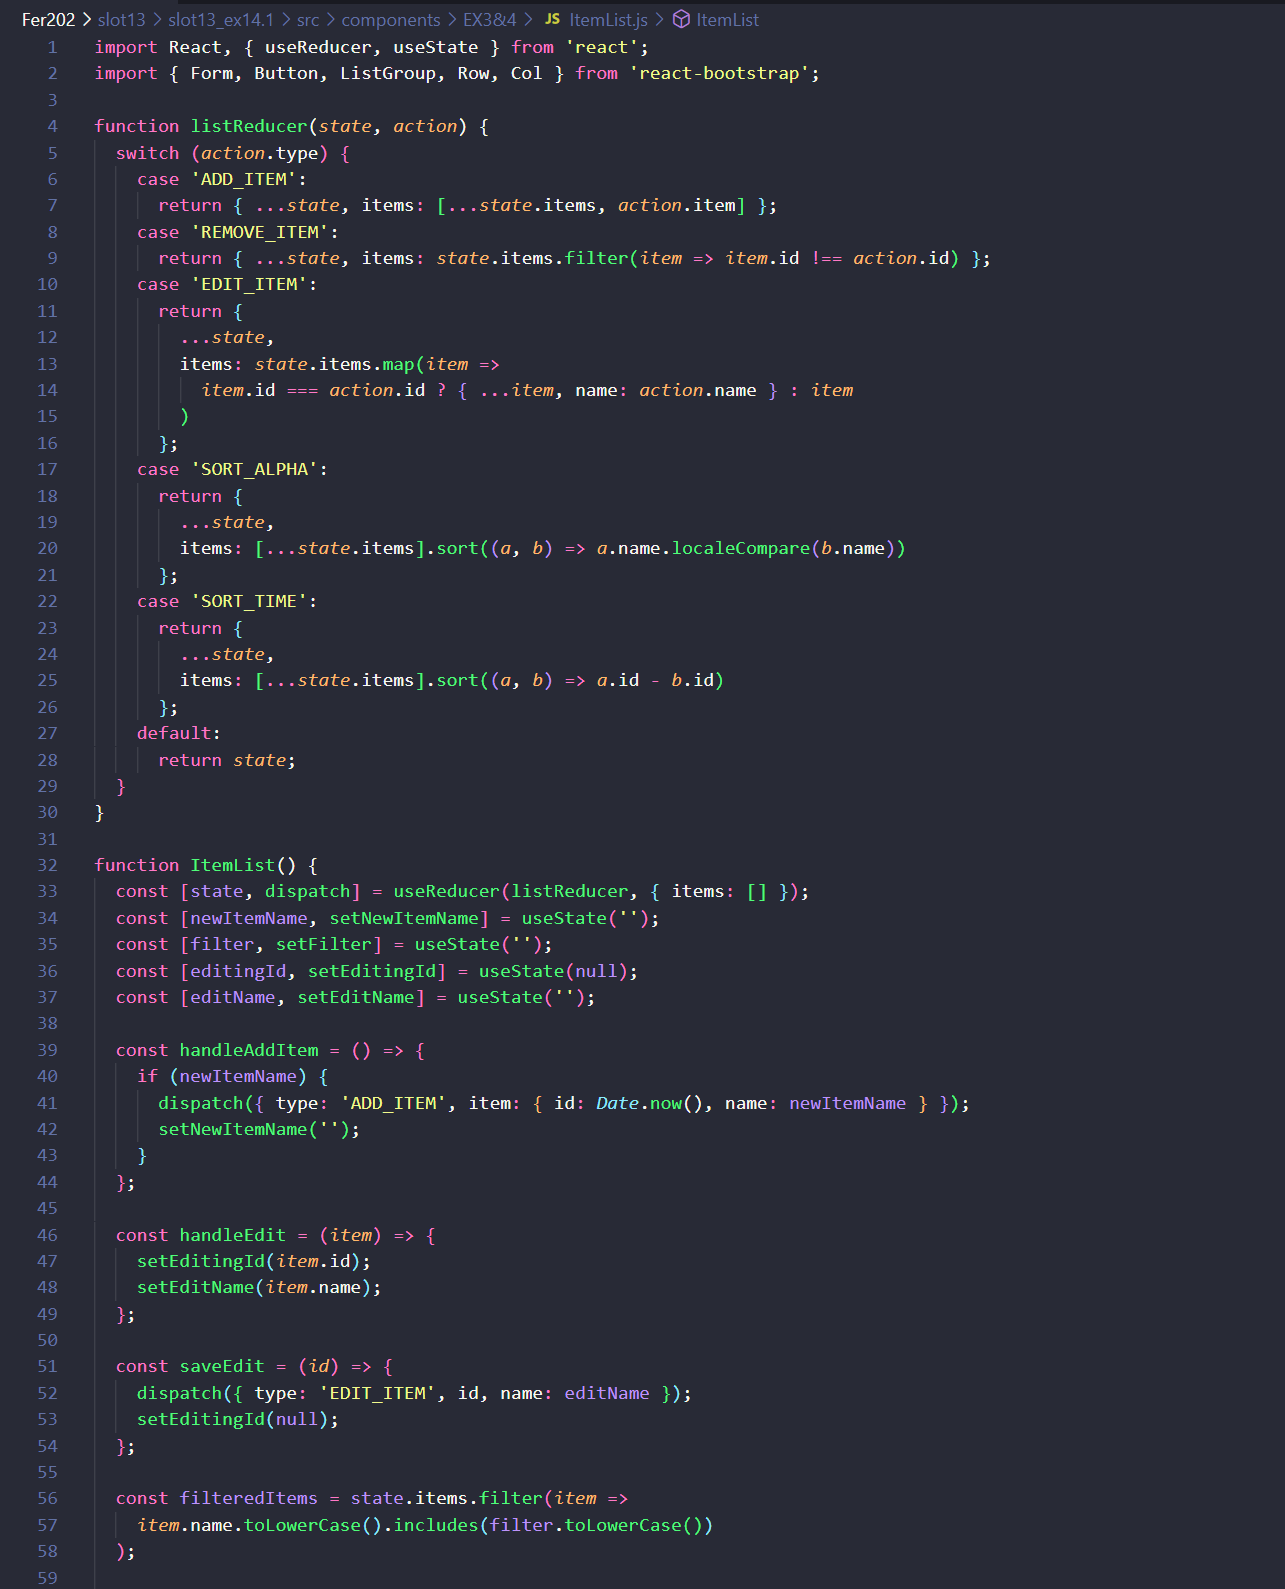 Fer202 > slot13 > slot13_ex14.1 > src > components > EX3&4 > JS ItemList.js > ItemList
1 import React, { useReducer, useState } from 'react';
2 import { Form, Button, ListGroup, Row, Col } from 'react-bootstrap';
3
4 function listReducer(state, action) {
5   switch (action.type) {
6     case 'ADD_ITEM':
7       return { ...state, items: [...state.items, action.item] };
8     case 'REMOVE_ITEM':
9       return { ...state, items: state.items.filter(item => item.id !== action.id) };
10     case 'EDIT_ITEM':
11       return {
12         ...state,
13         items: state.items.map(item =>
14           item.id === action.id ? { ...item, name: action.name } : item
15         )
16       };
17     case 'SORT_ALPHA':
18       return {
19         ...state,
20         items: [...state.items].sort((a, b) => a.name.localeCompare(b.name))
21       };
22     case 'SORT_TIME':
23       return {
24         ...state,
25         items: [...state.items].sort((a, b) => a.id - b.id)
26       };
27     default:
28       return state;
29   }
30 }
31
32 function ItemList() {
33   const [state, dispatch] = useReducer(listReducer, { items: [] });
34   const [newItemName, setNewItemName] = useState('');
35   const [filter, setFilter] = useState('');
36   const [editingId, setEditingId] = useState(null);
37   const [editName, setEditName] = useState('');
38
39   const handleAddItem = () => {
40     if (newItemName) {
41       dispatch({ type: 'ADD_ITEM', item: { id: Date.now(), name: newItemName } });
42       setNewItemName('');
43     }
44   };
45
46   const handleEdit = (item) => {
47     setEditingId(item.id);
48     setEditName(item.name);
49   };
50
51   const saveEdit = (id) => {
52     dispatch({ type: 'EDIT_ITEM', id, name: editName });
53     setEditingId(null);
54   };
55
56   const filteredItems = state.items.filter(item =>
57     item.name.toLowerCase().includes(filter.toLowerCase())
58   );
59